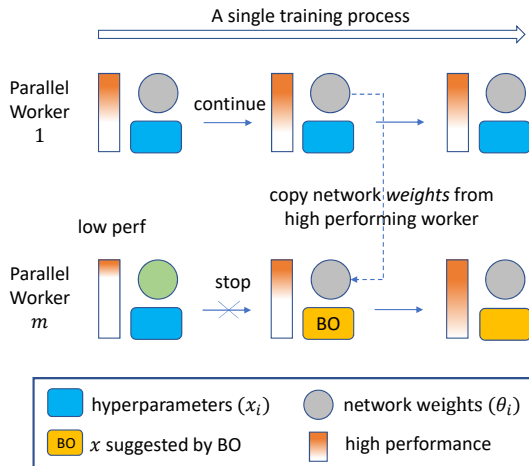 A single training process
Parallel
Worker
1
continue
copy network weights from
high performing worker
low perf
Parallel
Worker
m
stop
BO
hyperparameters (x_i)
network weights (θ_i)
BO
x suggested by BO
high performance